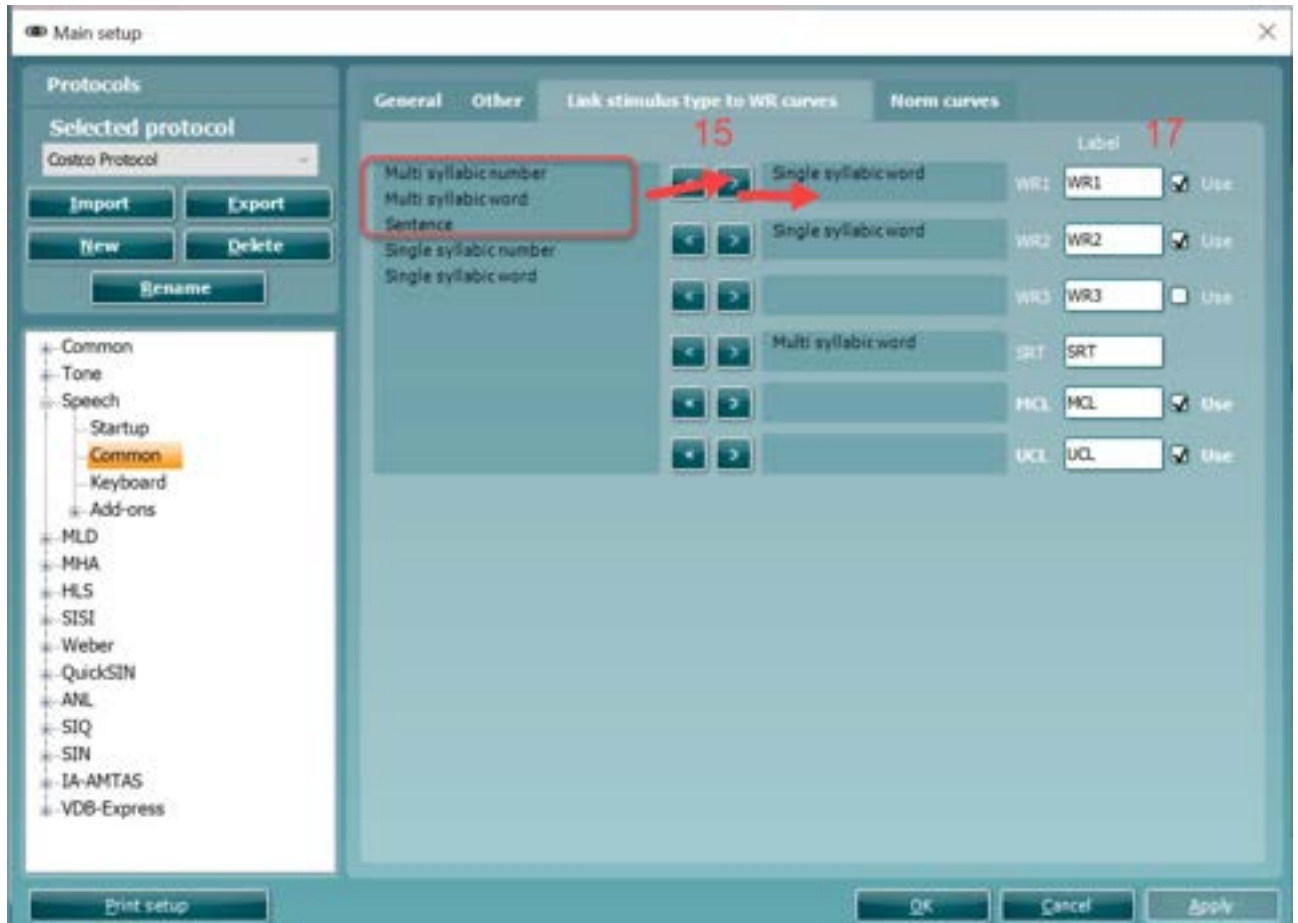 Main setup
Protocols
Selected protocol
Costco Protocol
Import Export
New Delete
Rename
Common
Tone
Speech
Startup
Common
Keyboard
Add-ons
MLD
MHA
HLS
SISI
Weber
QuickSIN
ANL
SIQ
SIN
IA-AMTAS
VDB-Express
Print setup
General Other Link stimulus type to WR curves Norm curves
15 Label 17
Multi syllabic number
Multi syllabic word
Sentence
Single syllabic number
Single syllabic word
< > Single syllabic word WR1 WR1 Use
< > Single syllabic word WR2 WR2 Use
< > WR3 WR3 Use
< > Multi syllabic word SRT SRT
< > MCL MCL Use
< > UCL UCL Use
OK Cancel Apply